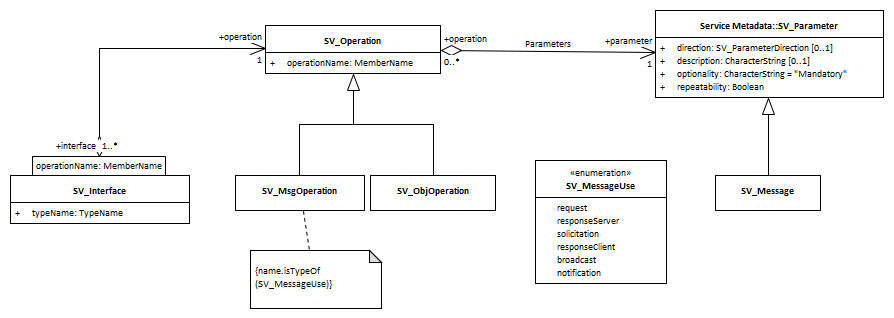 Service Metadata::SV_Parameter
+ direction: SV_ParameterDirection [0..1]
+ description: CharacterString [0..1]
+ optionality: CharacterString = "Mandatory"
+ repeatability: Boolean
+operation
1
SV_Operation
+ operationName: MemberName
+operation
0..*
Parameters
+parameter
1
+interface 1..*
operationName: MemberName
SV_Interface
+ typeName: TypeName
SV_MsgOperation
SV_ObjOperation
«enumeration»
SV_MessageUse
request
responseServer
solicitation
responseClient
broadcast
notification
SV_Message
{name.isTypeOf
(SV_MessageUse)}